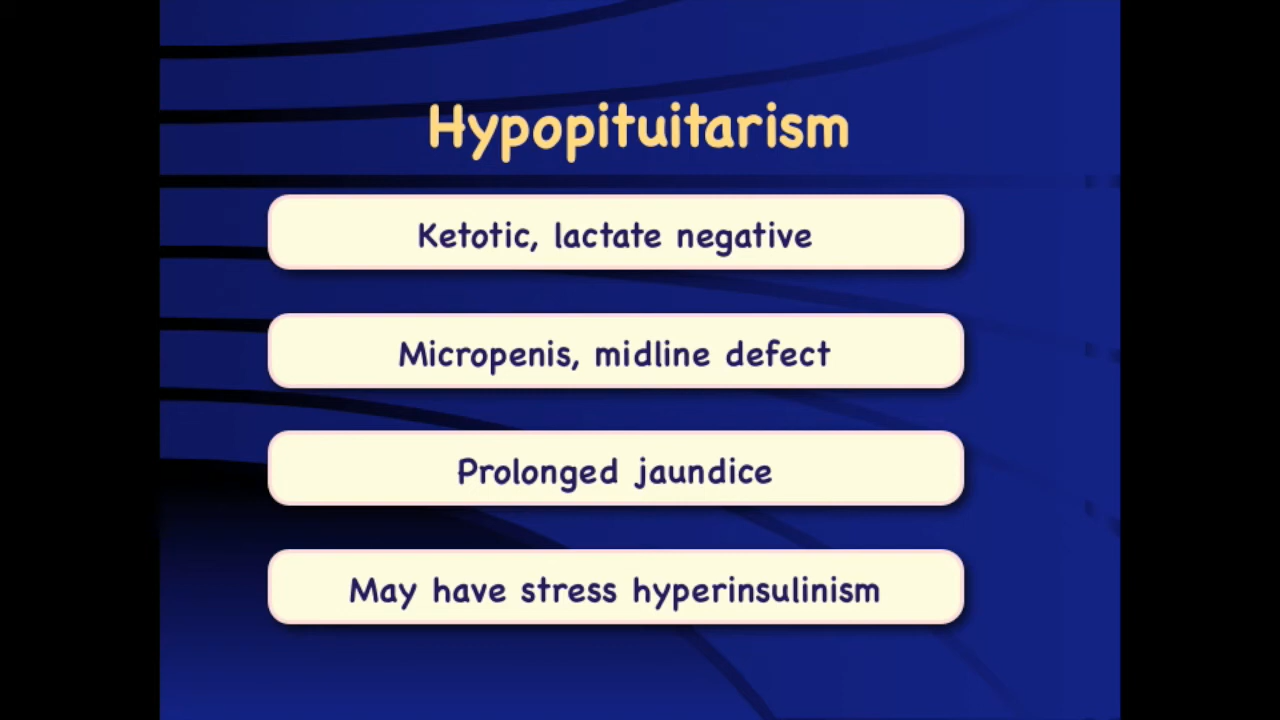 Hypopituitarism
Ketotic, lactate negative
Micropenis, midline defect
Prolonged jaundice
May have stress hyperinsulinism